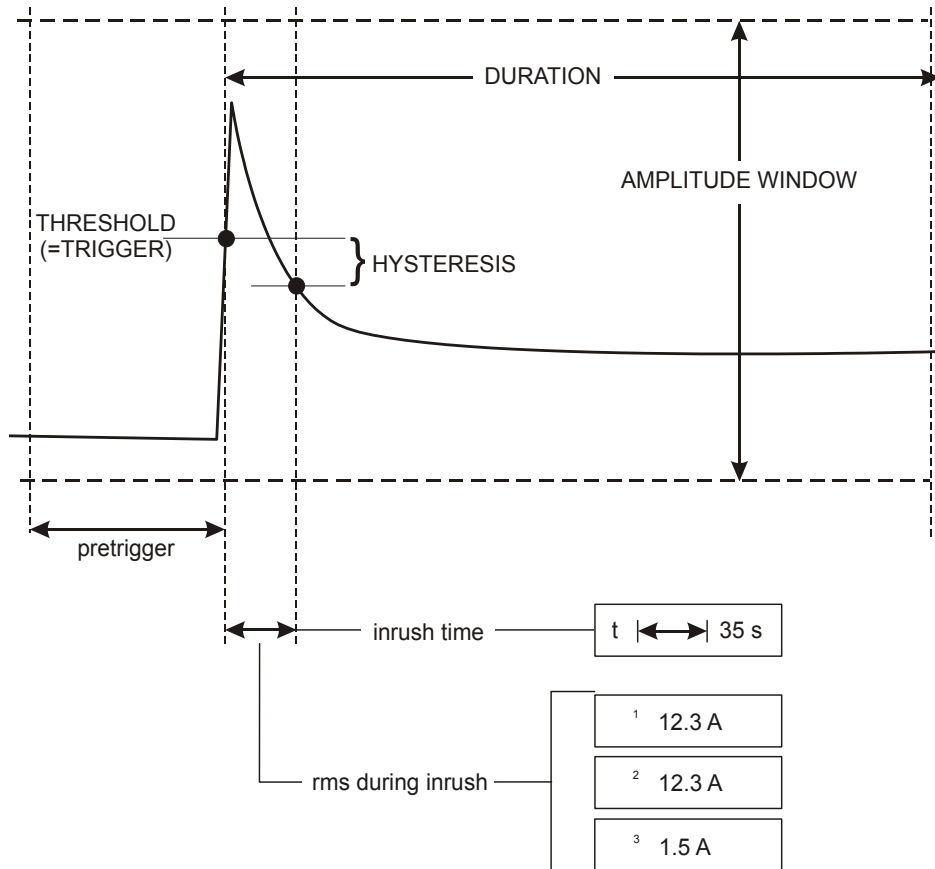 DURATION
AMPLITUDE WINDOW
THRESHOLD
(=TRIGGER)
} HYSTERESIS
pretrigger
inrush time
t 35 s
1 12.3 A
rms during inrush
2 12.3 A
3 1.5 A